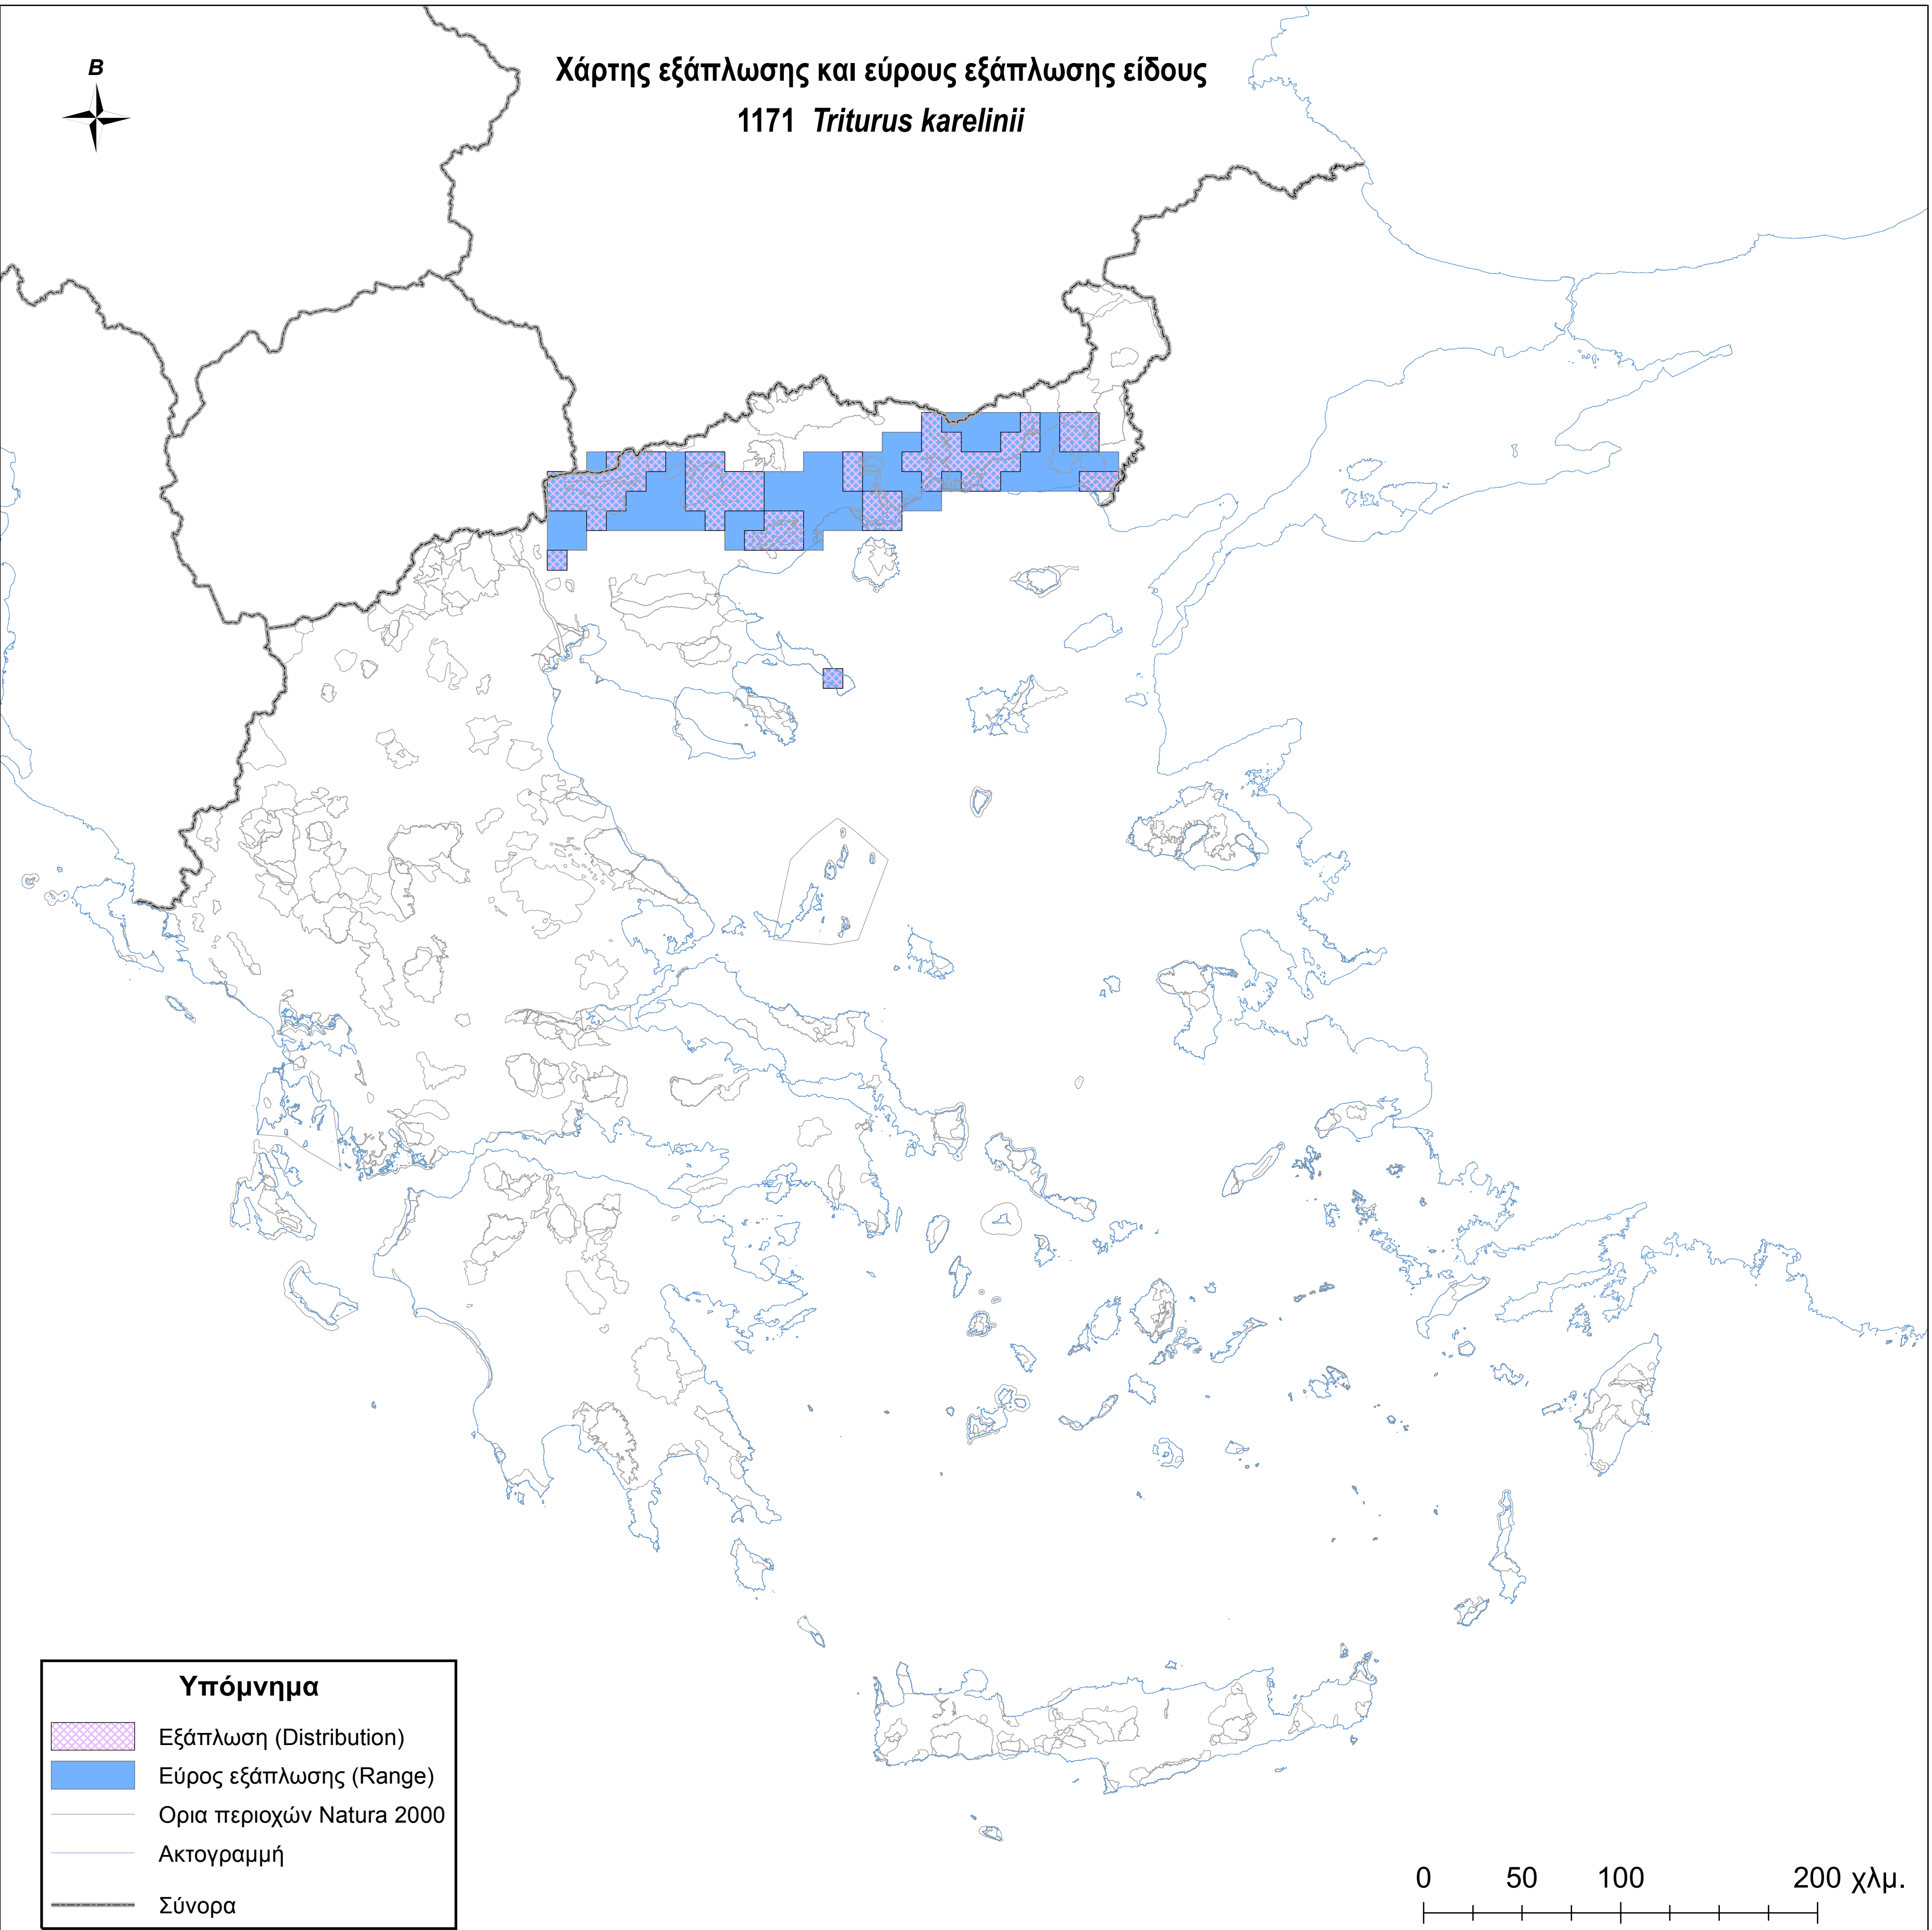 Χάρτης εξάπλωσης και εύρους εξάπλωσης είδους
1171 Triturus karelinii
B
Υπόμνημα
Εξάπλωση (Distribution)
Εύρος εξάπλωσης (Range)
Ορια περιοχών Natura 2000
Ακτογραμμή
Σύνορα
0 50 100 200 χλμ.